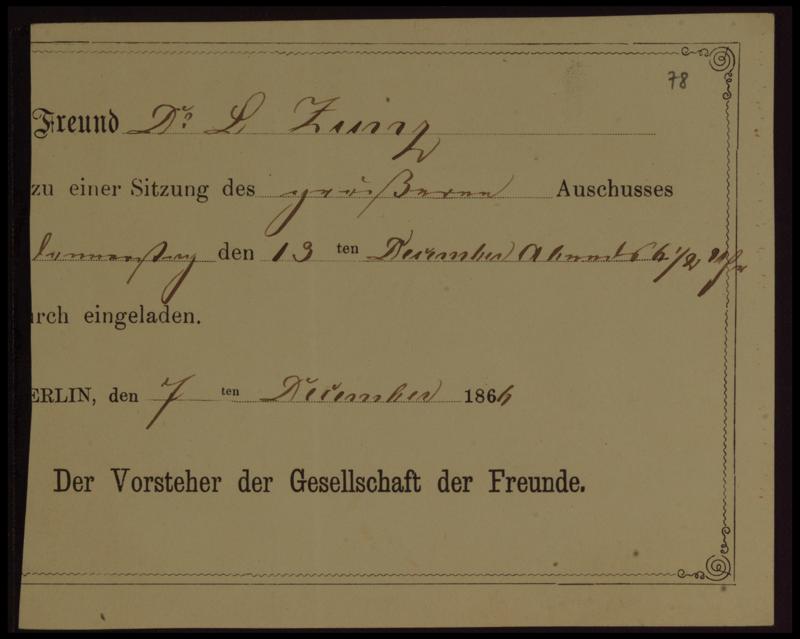 78
Freund Dr. L Zunz
zu einer Sitzung des größeren Auschusses
Donnerstag den 13 ten December Abends 6 1/2 Uhr
urch eingeladen.
ERLIN, den 7 ten December 1866
Der Vorsteher der Gesellschaft der Freunde.